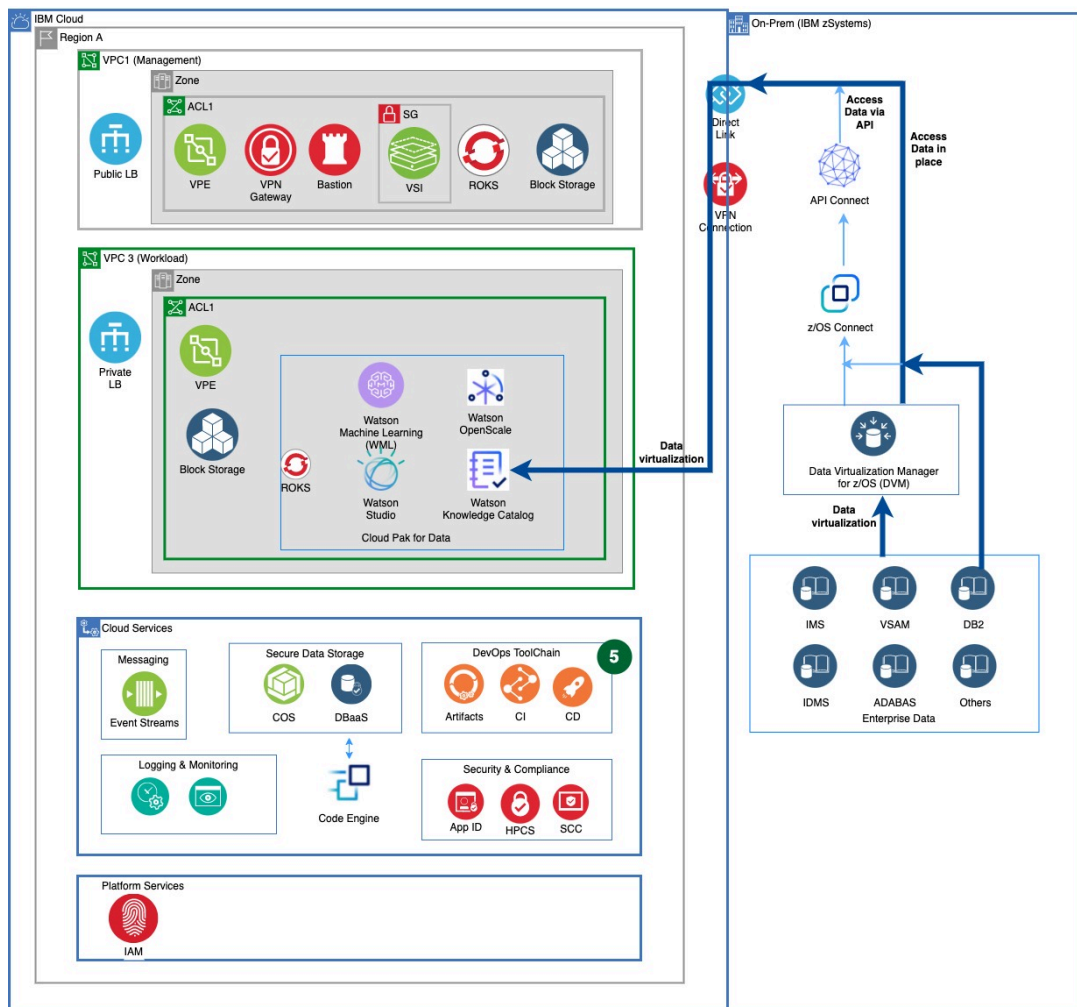 IBM Cloud
Region A
VPC1 (Management)
Zone
ACL1
SG
Public LB
VPE
VPN
Gateway
Bastion
VSI
ROKS
Block Storage
VPC 3 (Workload)
Zone
ACL1
Private
LB
VPE
Block Storage
ROKS
Watson
Machine Learning
(WML)
Watson
OpenScale
Watson
Studio
Watson
Knowledge Catalog
Cloud Pak for Data
Data
virtualization
Cloud Services
Messaging
Event Streams
Secure Data Storage
COS
DBaaS
DevOps ToolChain
5
Artifacts
CI
CD
Logging & Monitoring
Code Engine
Security & Compliance
App ID
HPCS
SCC
Platform Services
IAM
On-Prem (IBM zSystems)
Direct
Link
VPN
Connection
Access
Data via
API
Access
Data in
place
API Connect
z/OS Connect
Data Virtualization Manager
for z/OS (DVM)
Data
virtualization
IMS
VSAM
DB2
IDMS
ADABAS
Others
Enterprise Data